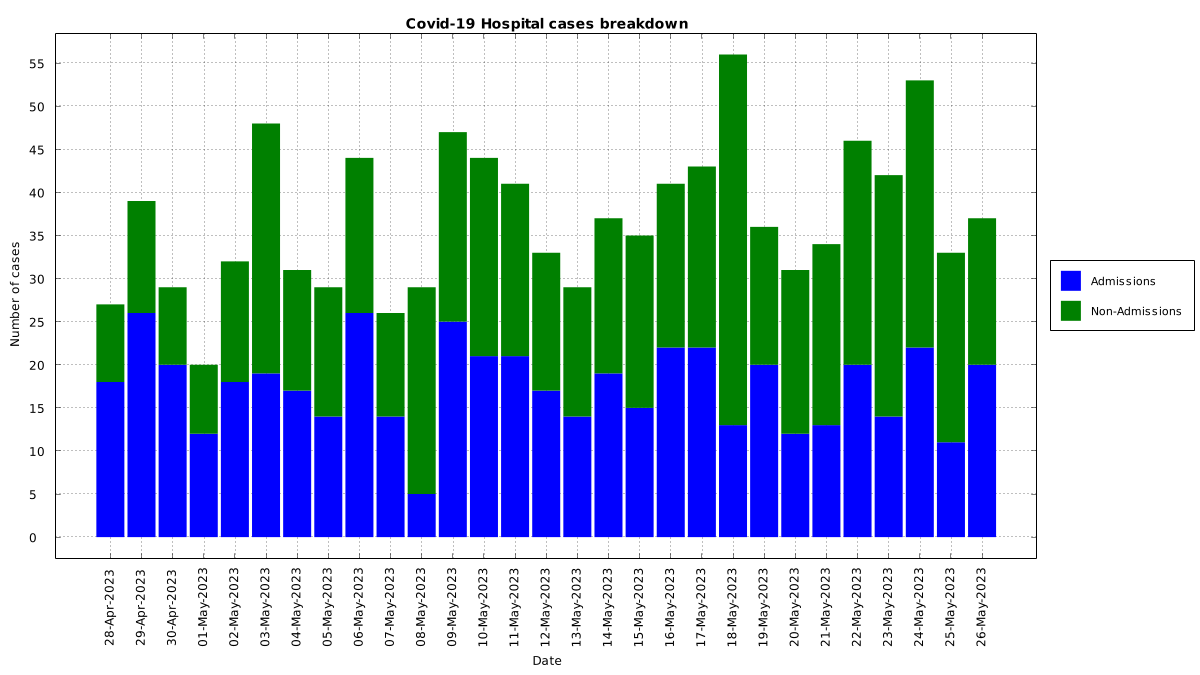 Covid-19 Hospital cases breakdown
Number of cases
55
50
45
40
35
30
25
20
15
10
5
0
28-Apr-2023
29-Apr-2023
30-Apr-2023
01-May-2023
02-May-2023
03-May-2023
04-May-2023
05-May-2023
06-May-2023
07-May-2023
08-May-2023
09-May-2023
10-May-2023
11-May-2023
12-May-2023
13-May-2023
14-May-2023
15-May-2023
16-May-2023
17-May-2023
18-May-2023
19-May-2023
20-May-2023
21-May-2023
22-May-2023
23-May-2023
24-May-2023
25-May-2023
26-May-2023
Date
Admissions
Non-Admissions